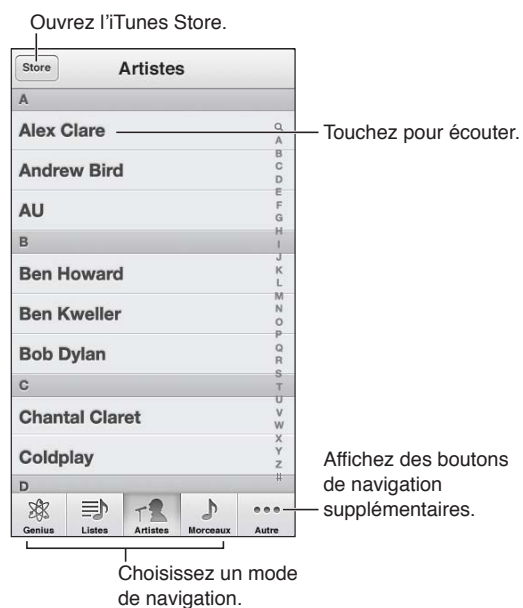 Ouvrez l’iTunes Store.
Store
Artistes
A
Alex Clare
Touchez pour écouter.
Andrew Bird
AU
B
Ben Howard
Ben Kweller
Bob Dylan
C
Chantal Claret
Coldplay
D
A
B
C
D
E
F
G
H
I
J
K
L
M
N
O
P
Q
R
S
T
U
V
W
X
Y
Z
#
Affichez des boutons
de navigation
supplémentaires.
Genius
Listes
Artistes
Morceaux
Autre
Choisissez un mode
de navigation.